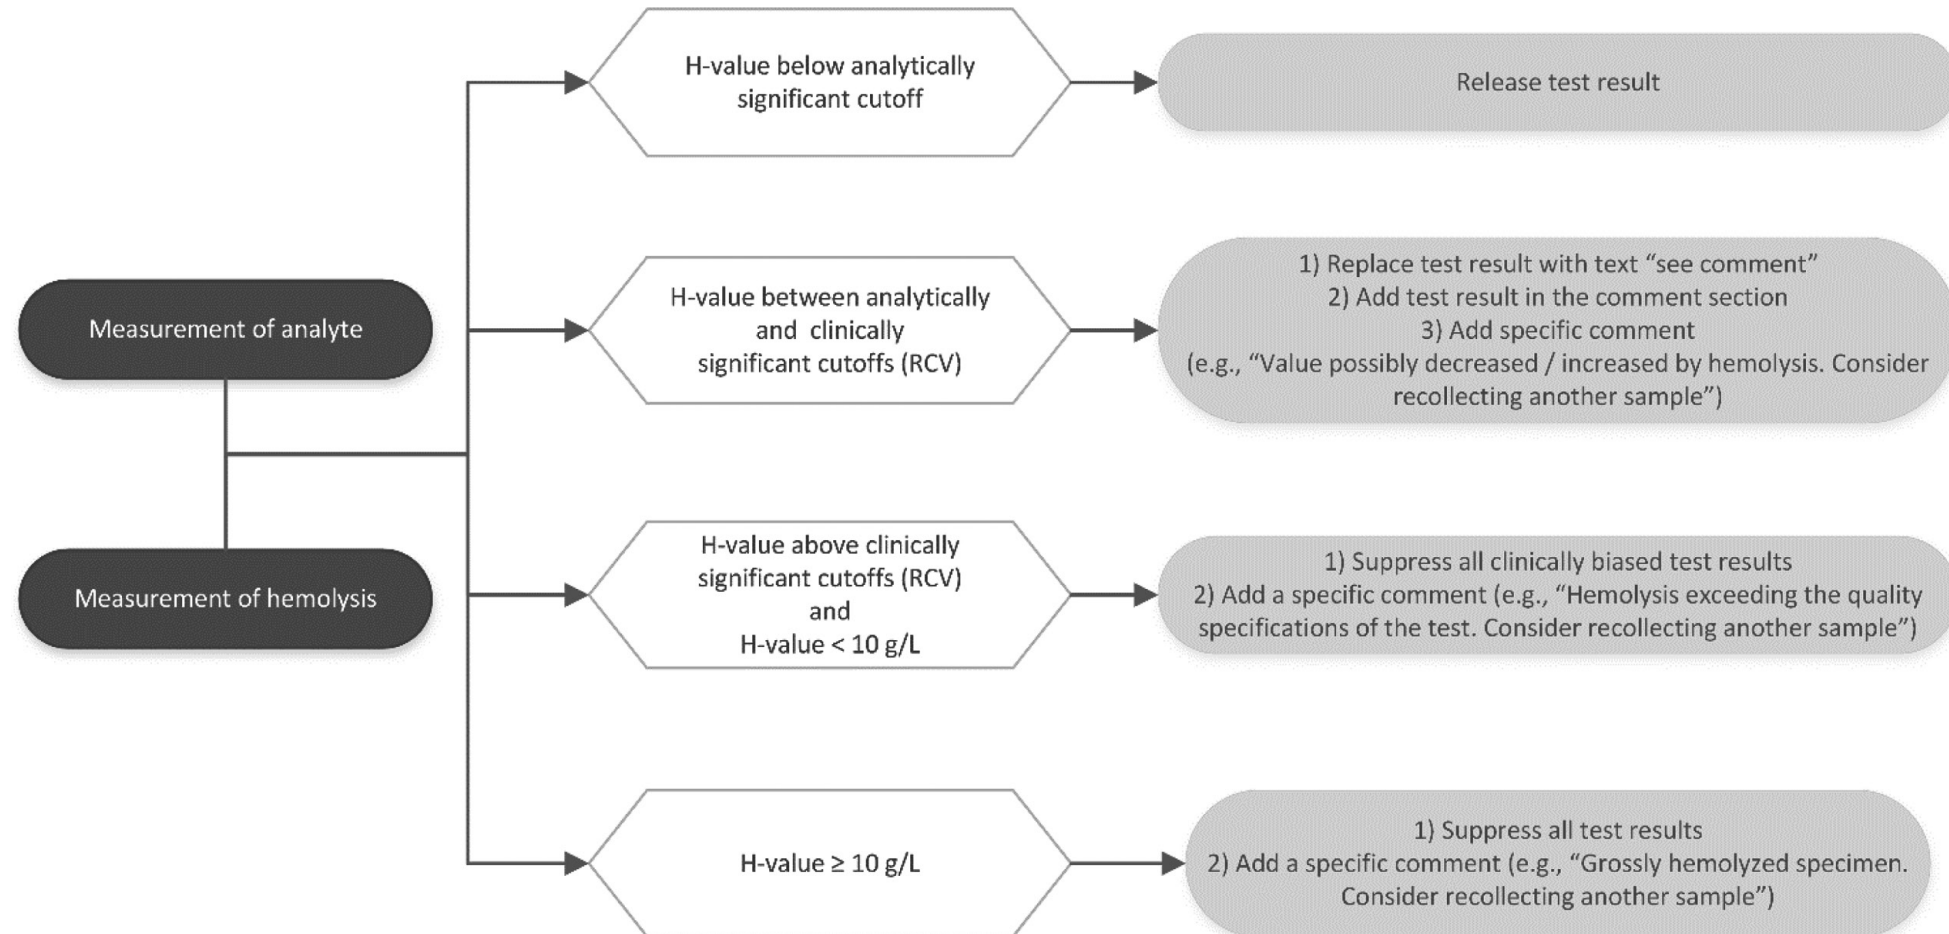 Measurement of analyte
Measurement of hemolysis
H-value below analytically
significant cutoff
Release test result
H-value between analytically
and clinically
significant cutoffs (RCV)
1) Replace test result with text “see comment”
2) Add test result in the comment section
3) Add specific comment
(e.g., “Value possibly decreased / increased by hemolysis. Consider
recollecting another sample”)
H-value above clinically
significant cutoffs (RCV)
and
H-value < 10 g/L
1) Suppress all clinically biased test results
2) Add a specific comment (e.g., “Hemolysis exceeding the quality
specifications of the test. Consider recollecting another sample”)
H-value ≥ 10 g/L
1) Suppress all test results
2) Add a specific comment (e.g., “Grossly hemolyzed specimen.
Consider recollecting another sample”)